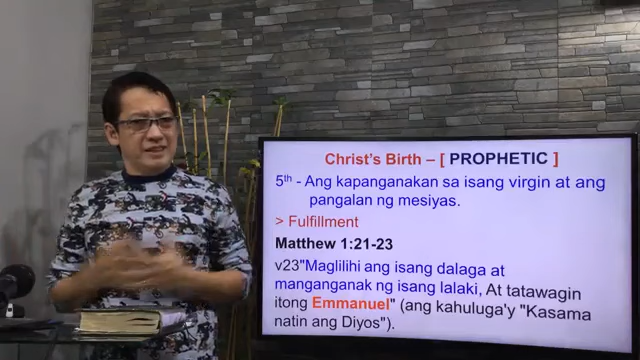 Christ's Birth – [ PROPHETIC ]
5th - Ang kapanganakan sa isang virgin at ang
pangalan ng mesiyas.
> Fulfillment
Matthew 1:21-23
v23"Maglilihi ang isang dalaga at
manganganak ng isang lalaki, At tatawagin
itong Emmanuel" (ang kahuluga'y "Kasama
natin ang Diyos").